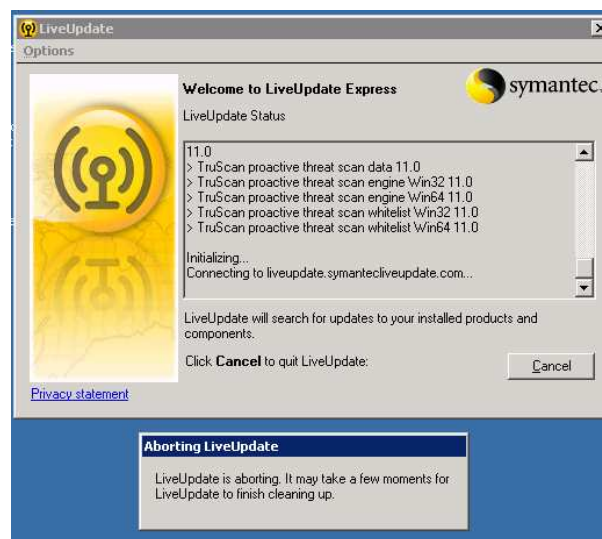 LiveUpdate
Options
Welcome to LiveUpdate Express
symantec.
LiveUpdate Status
11.0
> TruScan proactive threat scan data 11.0
> TruScan proactive threat scan engine Win32 11.0
> TruScan proactive threat scan engine Win64 11.0
> TruScan proactive threat scan whitelist Win32 11.0
> TruScan proactive threat scan whitelist Win64 11.0
Initializing...
Connecting to liveupdate.symantecliveupdate.com...
LiveUpdate will search for updates to your installed products and
components.
Click Cancel to quit LiveUpdate:
Cancel
Privacy statement
Aborting LiveUpdate
LiveUpdate is aborting. It may take a few moments for
LiveUpdate to finish cleaning up.